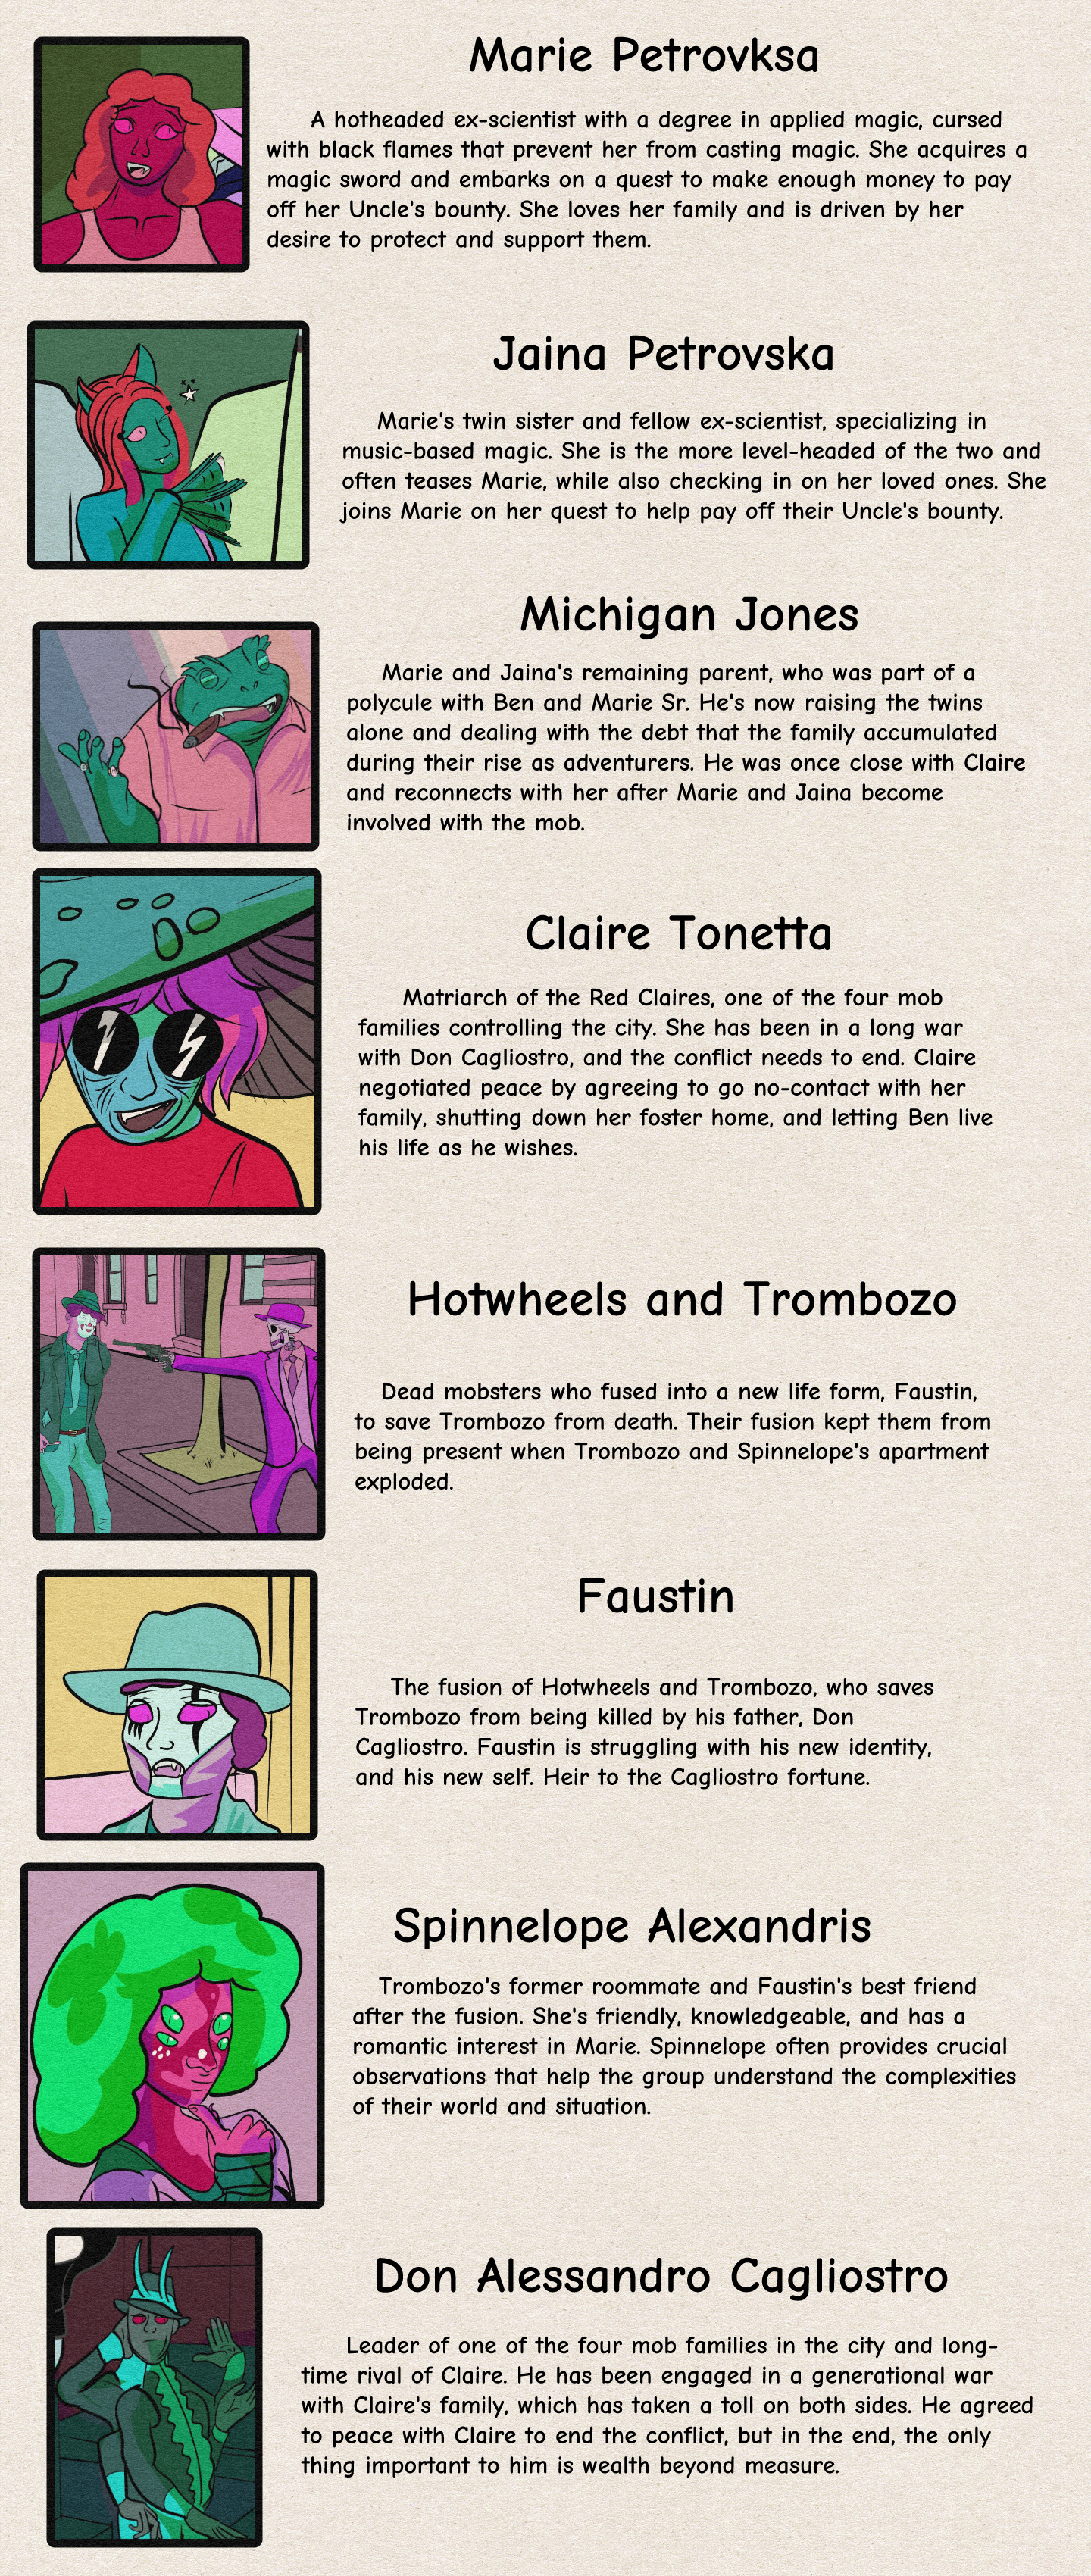 Marie Petrovksa
A hotheaded ex-scientist with a degree in applied magic, cursed
with black flames that prevent her from casting magic. She acquires a
magic sword and embarks on a quest to make enough money to pay
off her Uncle's bounty. She loves her family and is driven by her
desire to protect and support them.
Jaina Petrovska
Marie's twin sister and fellow ex-scientist, specializing in
music-based magic. She is the more level-headed of the two and
often teases Marie, while also checking in on her loved ones. She
joins Marie on her quest to help pay off their Uncle's bounty.
Michigan Jones
Marie and Jaina's remaining parent, who was part of a
polycule with Ben and Marie Sr. He's now raising the twins
alone and dealing with the debt that the family accumulated
during their rise as adventurers. He was once close with Claire
and reconnects with her after Marie and Jaina become
involved with the mob.
Claire Tonetta
Matriarch of the Red Claires, one of the four mob
families controlling the city. She has been in a long war
with Don Cagliostro, and the conflict needs to end. Claire
negotiated peace by agreeing to go no-contact with her
family, shutting down her foster home, and letting Ben live
his life as he wishes.
Hotwheels and Trombozo
Dead mobsters who fused into a new life form, Faustin,
to save Trombozo from death. Their fusion kept them from
being present when Trombozo and Spinnelope's apartment
exploded.
Faustin
The fusion of Hotwheels and Trombozo, who saves
Trombozo from being killed by his father, Don
Cagliostro. Faustin is struggling with his new identity,
and his new self. Heir to the Cagliostro fortune.
Spinnelope Alexandris
Trombozo's former roommate and Faustin's best friend
after the fusion. She's friendly, knowledgeable, and has a
romantic interest in Marie. Spinnelope often provides crucial
observations that help the group understand the complexities
of their world and situation.
Don Alessandro Cagliostro
Leader of one of the four mob families in the city and long-
time rival of Claire. He has been engaged in a generational war
with Claire's family, which has taken a toll on both sides. He agreed
to peace with Claire to end the conflict, but in the end, the only
thing important to him is wealth beyond measure.